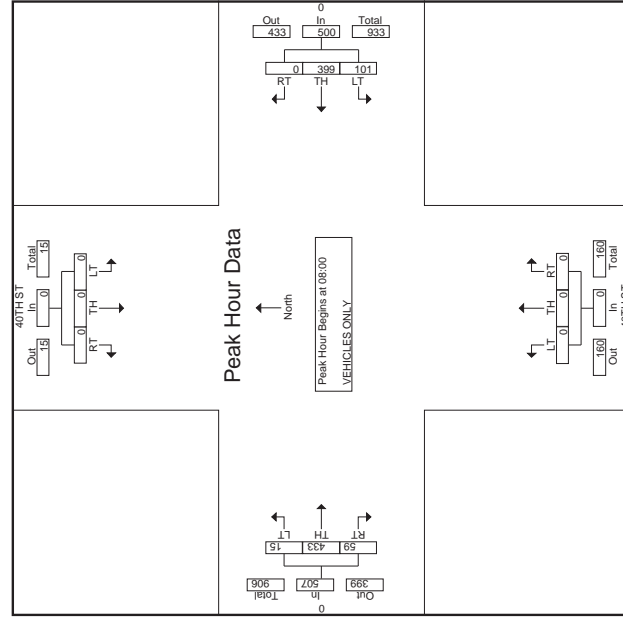 0
Out In Total
433 500 933
0 399 101
RT TH LT
40TH ST
Out In Total
15 0 15
0 0 0
RT TH LT
Peak Hour Data
North
Peak Hour Begins at 08:00
VEHICLES ONLY
LT TH RT
0 0 0
160 0 160
Out In Total
LT TH RT
15 433 59
906 507 399
Total In Out
0